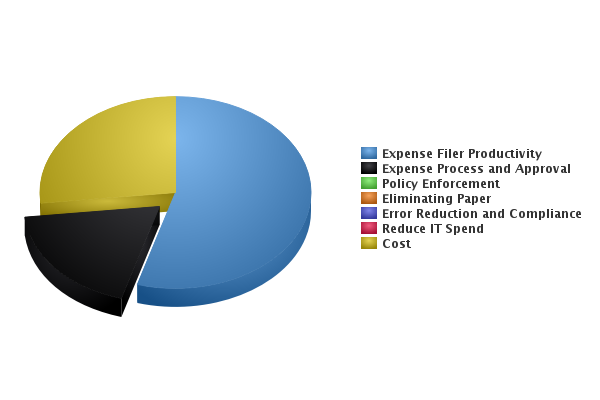 Expense Filer Productivity
Expense Process and Approval
Policy Enforcement
Eliminating Paper
Error Reduction and Compliance
Reduce IT Spend
Cost